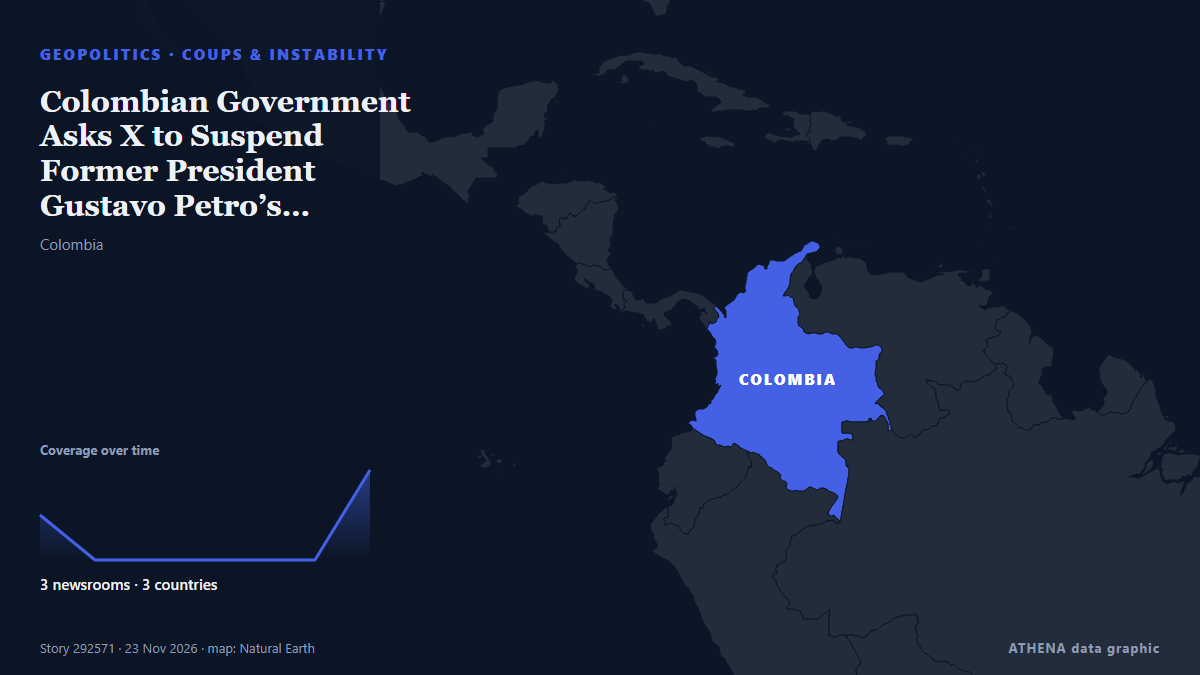 GEOPOLITICS · COUPS & INSTABILITY
Colombian Government
Asks X to Suspend
Former President
Gustavo Petro’s...
Colombia
COLOMBIA
Coverage over time
3 newsrooms · 3 countries
Story 292571 · 23 Nov 2026 · map: Natural Earth
ATHENA data graphic